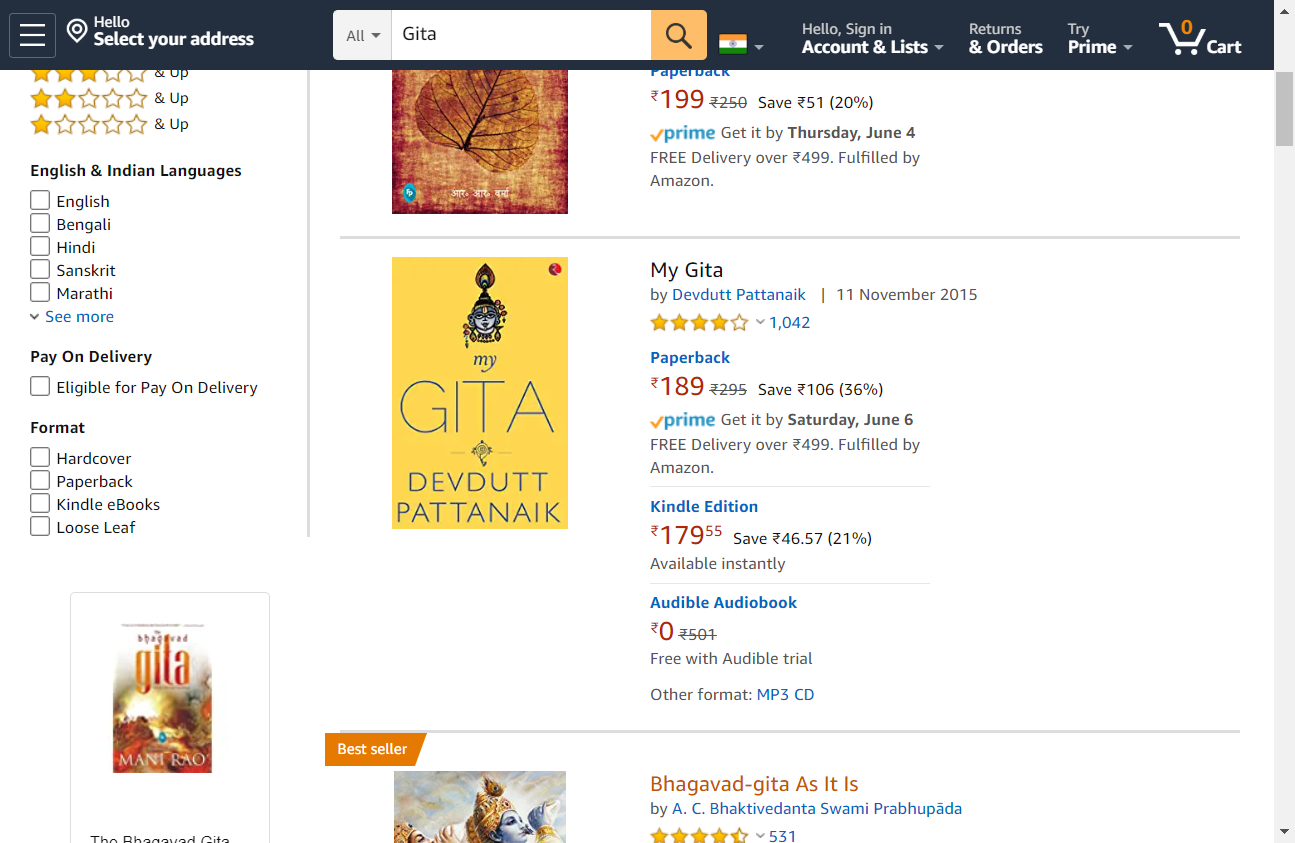 Hello
Select your address
All
Gita
Hello, Sign in
Account & Lists
Returns
& Orders
Try
Prime
0
Cart
& Up
& Up
& Up
English & Indian Languages
English
Bengali
Hindi
Sanskrit
Marathi
See more
Pay On Delivery
Eligible for Pay On Delivery
Format
Hardcover
Paperback
Kindle eBooks
Loose Leaf
bhagavad
gita
MANI RAO
The Bhagavad Gita
fp
आर॰ आर॰ वर्मा
Paperback
₹199 ₹250 Save ₹51 (20%)
prime Get it by Thursday, June 4
FREE Delivery over ₹499. Fulfilled by
Amazon.
my
GITA
DEVDUTT
PATTANAIK
My Gita
by Devdutt Pattanaik | 11 November 2015
1,042
Paperback
₹189 ₹295 Save ₹106 (36%)
prime Get it by Saturday, June 6
FREE Delivery over ₹499. Fulfilled by
Amazon.
Kindle Edition
₹179 55 Save ₹46.57 (21%)
Available instantly
Audible Audiobook
₹0 ₹501
Free with Audible trial
Other format: MP3 CD
Best seller
Bhagavad-gita As It Is
by A. C. Bhaktivedanta Swami Prabhupāda
531